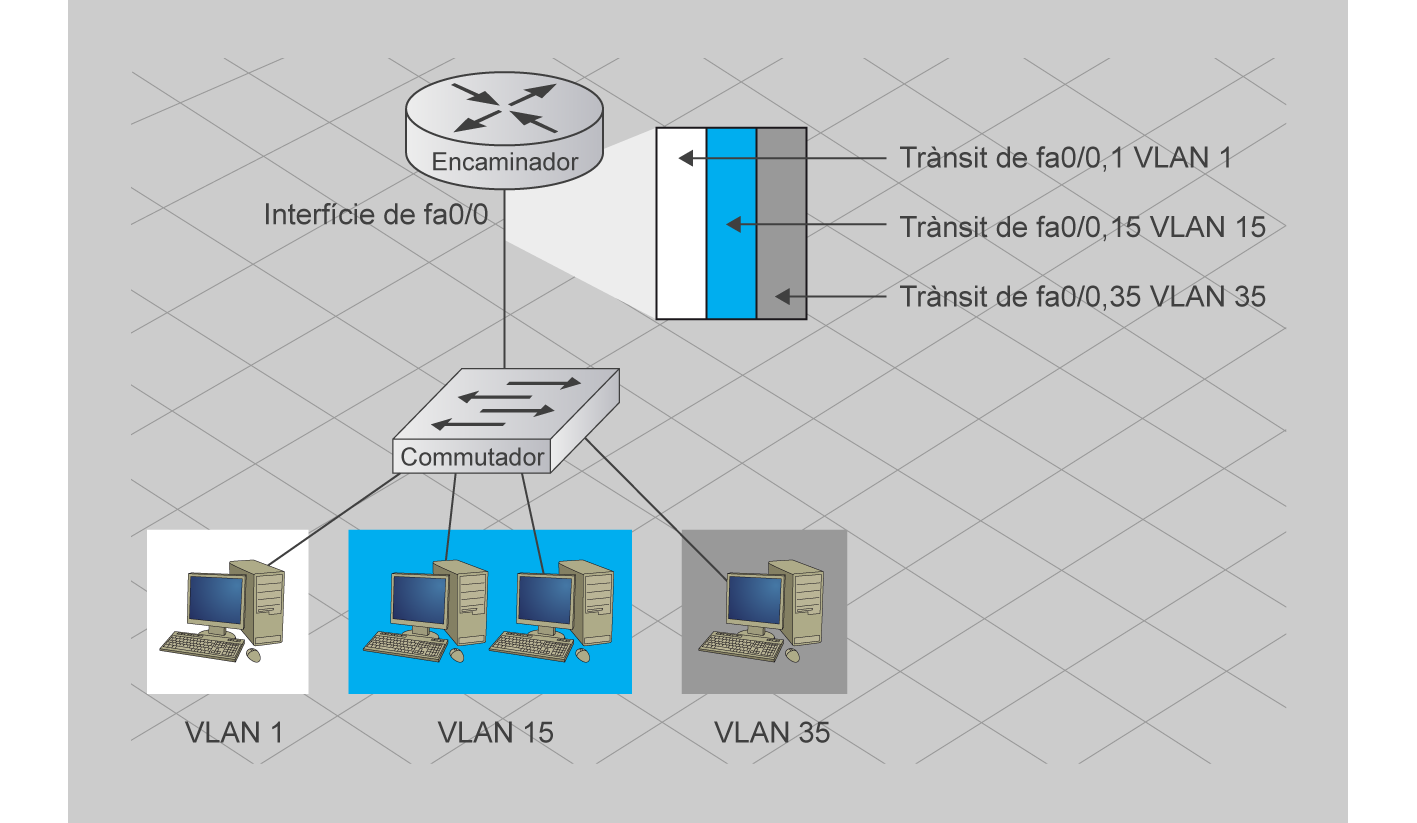 Encaminador
Interfície de fa0/0
Trànsit de fa0/0,1 VLAN 1
Trànsit de fa0/0,15 VLAN 15
Trànsit de fa0/0,35 VLAN 35
Commutador
VLAN 1
VLAN 15
VLAN 35